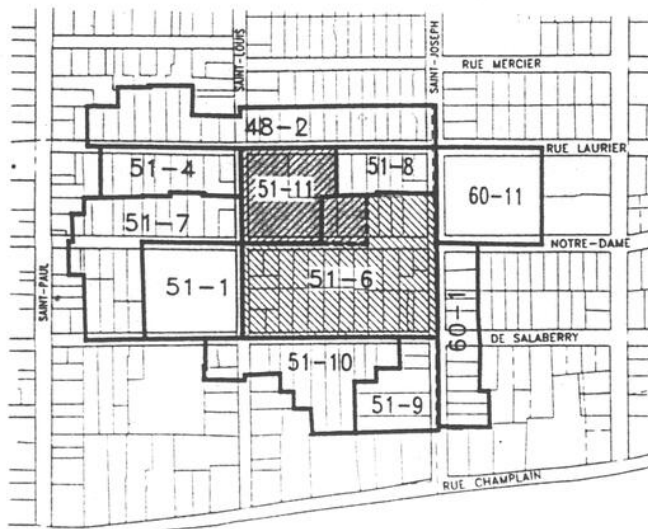 SAINT-LOUIS
SAINT-JOSEPH
RUE MERCIER
48-2
RUE LAURIER
51-4
51-11
51-8
60-11
51-7
NOTRE-DAME
SAINT-PAUL
51-1
51-6
60-1
DE SALABERRY
51-10
51-9
RUE CHAMPLAIN